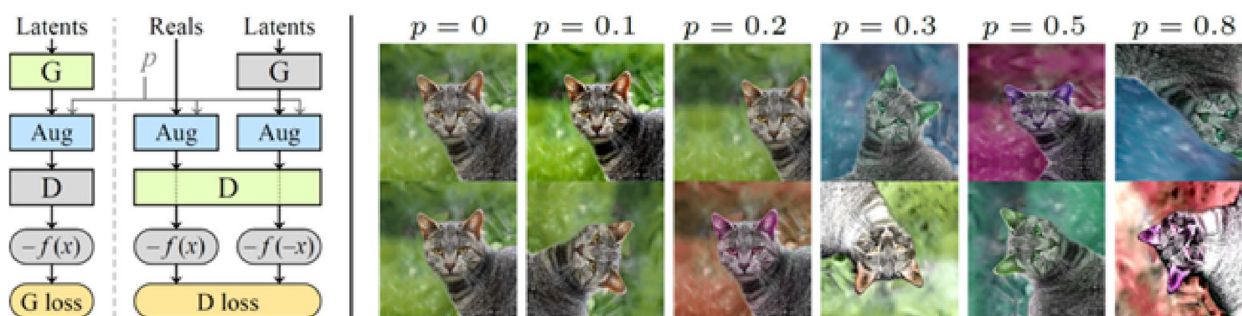 Latents Reals Latents
p = 0 p = 0.1 p = 0.2 p = 0.3 p = 0.5 p = 0.8
G G
p
Aug Aug Aug
D D
−f(x) −f(x) −f(−x)
G loss D loss